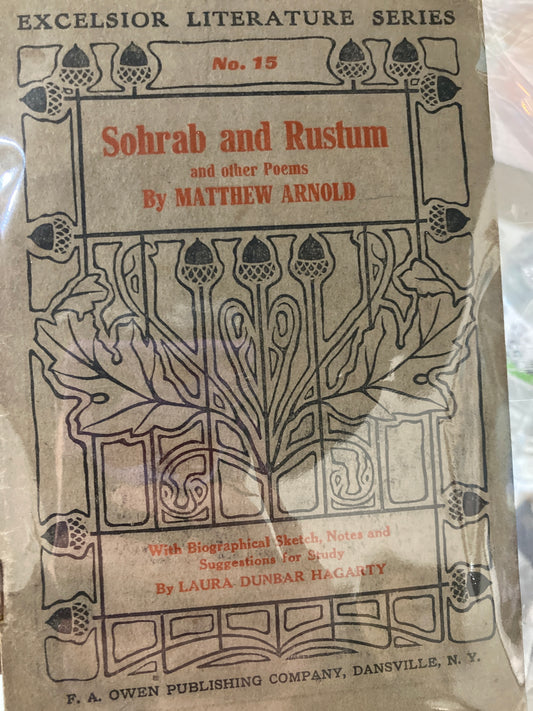 EXCELSIOR LITERATURE SERIES
No. 15
Sohrab and Rustum
and other Poems
By MATTHEW ARNOLD
With Biographical Sketch, Notes and
Suggestions for Study
By LAURA DUNBAR HAGARTY
F. A. OWEN PUBLISHING COMPANY, DANSVILLE, N. Y.